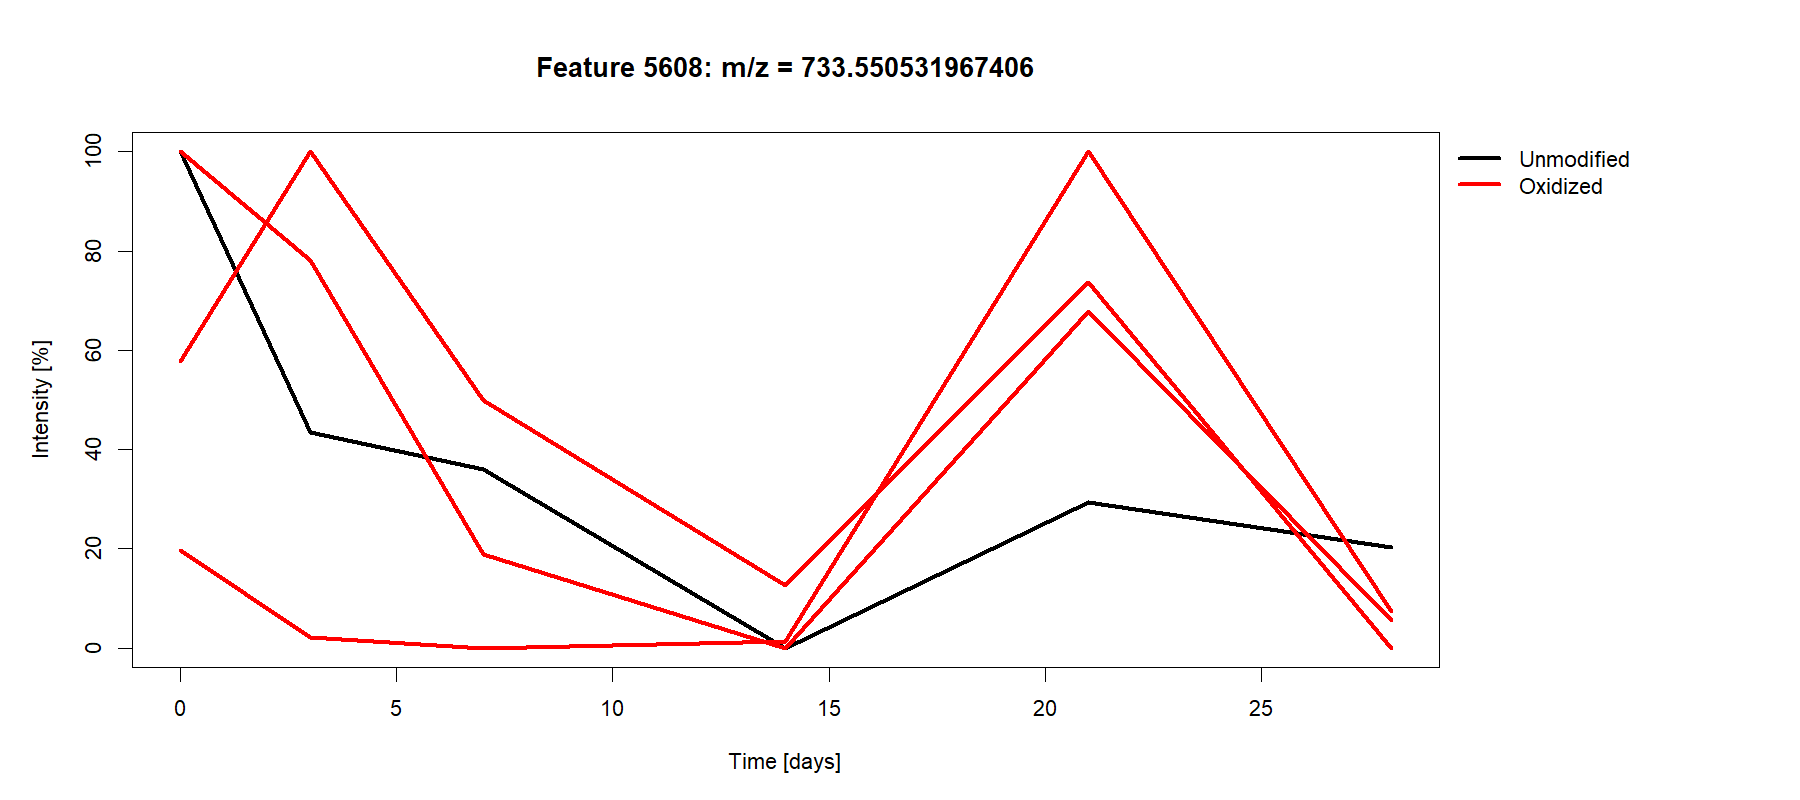 Feature 5608: m/z = 733.550531967406
Unmodified
Oxidized
Intensity [%]
100
80
60
40
20
0
0 5 10 15 20 25
Time [days]